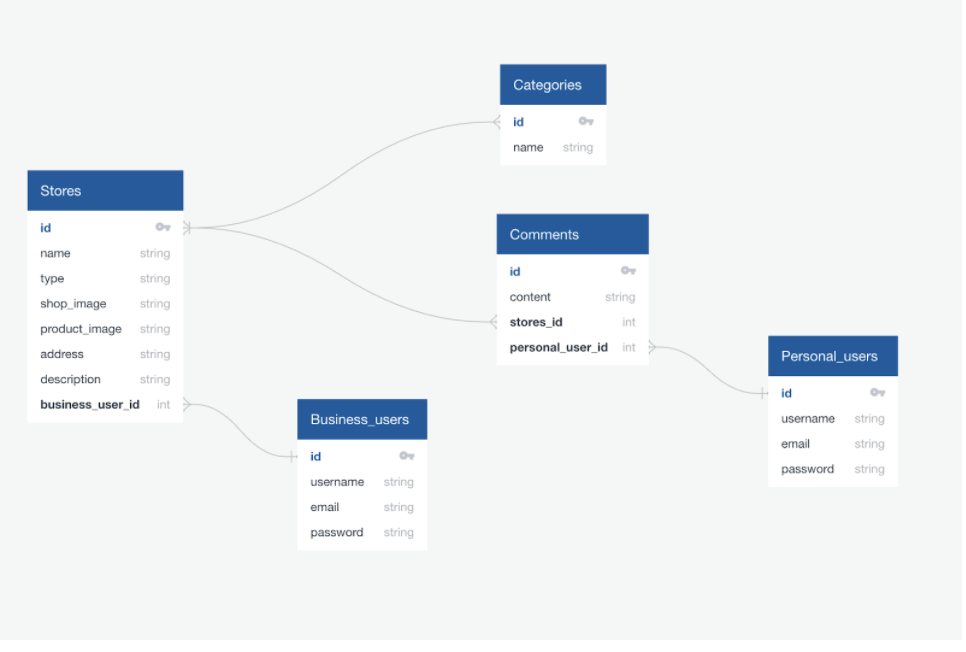 Categories
id
name string
Stores
id
name string
type string
shop_image string
product_image string
address string
description string
business_user_id int
Comments
id
content string
stores_id int
personal_user_id int
Personal_users
id
username string
email string
password string
Business_users
id
username string
email string
password string